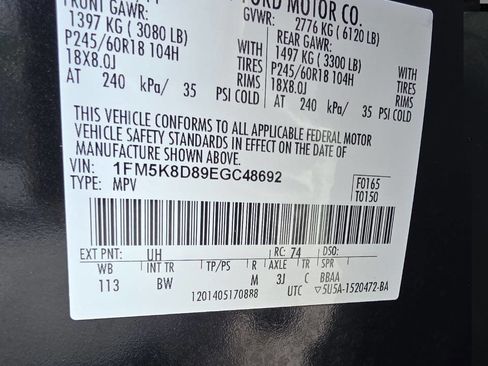 FORD MOTOR CO.
FRONT GAWR: GVWR: 2776 KG ( 6120 LB)
1397 KG ( 3080 LB) REAR GAWR:
P245/60R18 104H WITH 1497 KG ( 3300 LB)
18X8.0J TIRES P245/60R18 104H WITH
RIMS 18X8.0J TIRES
AT 240 kPa/ 35 PSI COLD RIMS
AT 240 kPa/ 35 PSI COLD
THIS VEHICLE CONFORMS TO ALL APPLICABLE FEDERAL MOTOR
VEHICLE SAFETY STANDARDS IN EFFECT ON THE DATE OF
MANUFACTURE SHOWN ABOVE.
VIN: 1FM5K8D89EGC48692
TYPE: MPV F0165
T0150
EXT PNT: UH RC: 74 DSO:
WB INT TR TP/PS R AXLE TR SPR
113 BW M 3J C BBAA
1201405170888 UTC ▽5U5A-1520472-BA